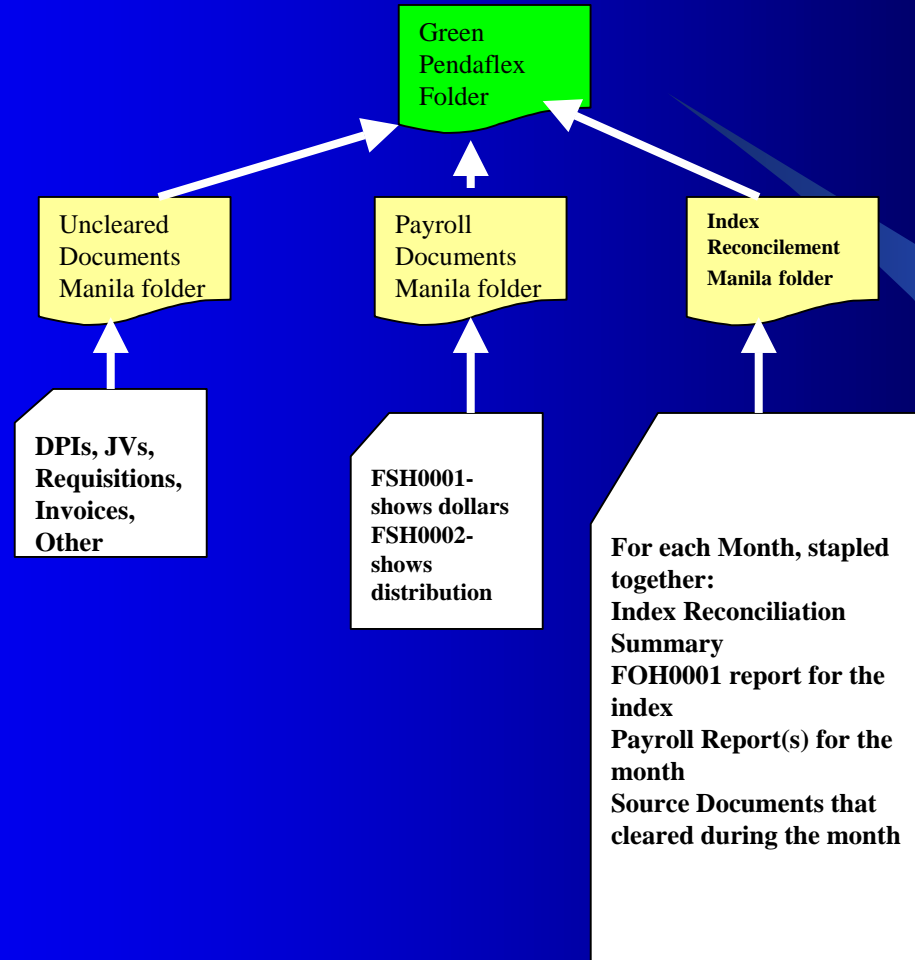 Green
Pendaflex
Folder
Uncleared
Documents
Manila folder
Payroll
Documents
Manila folder
Index
Reconcilement
Manila folder
DPIs, JVs,
Requisitions,
Invoices,
Other
FSH0001-
shows dollars
FSH0002-
shows
distribution
For each Month, stapled
together:
Index Reconciliation
Summary
FOH0001 report for the
index
Payroll Report(s) for the
month
Source Documents that
cleared during the month